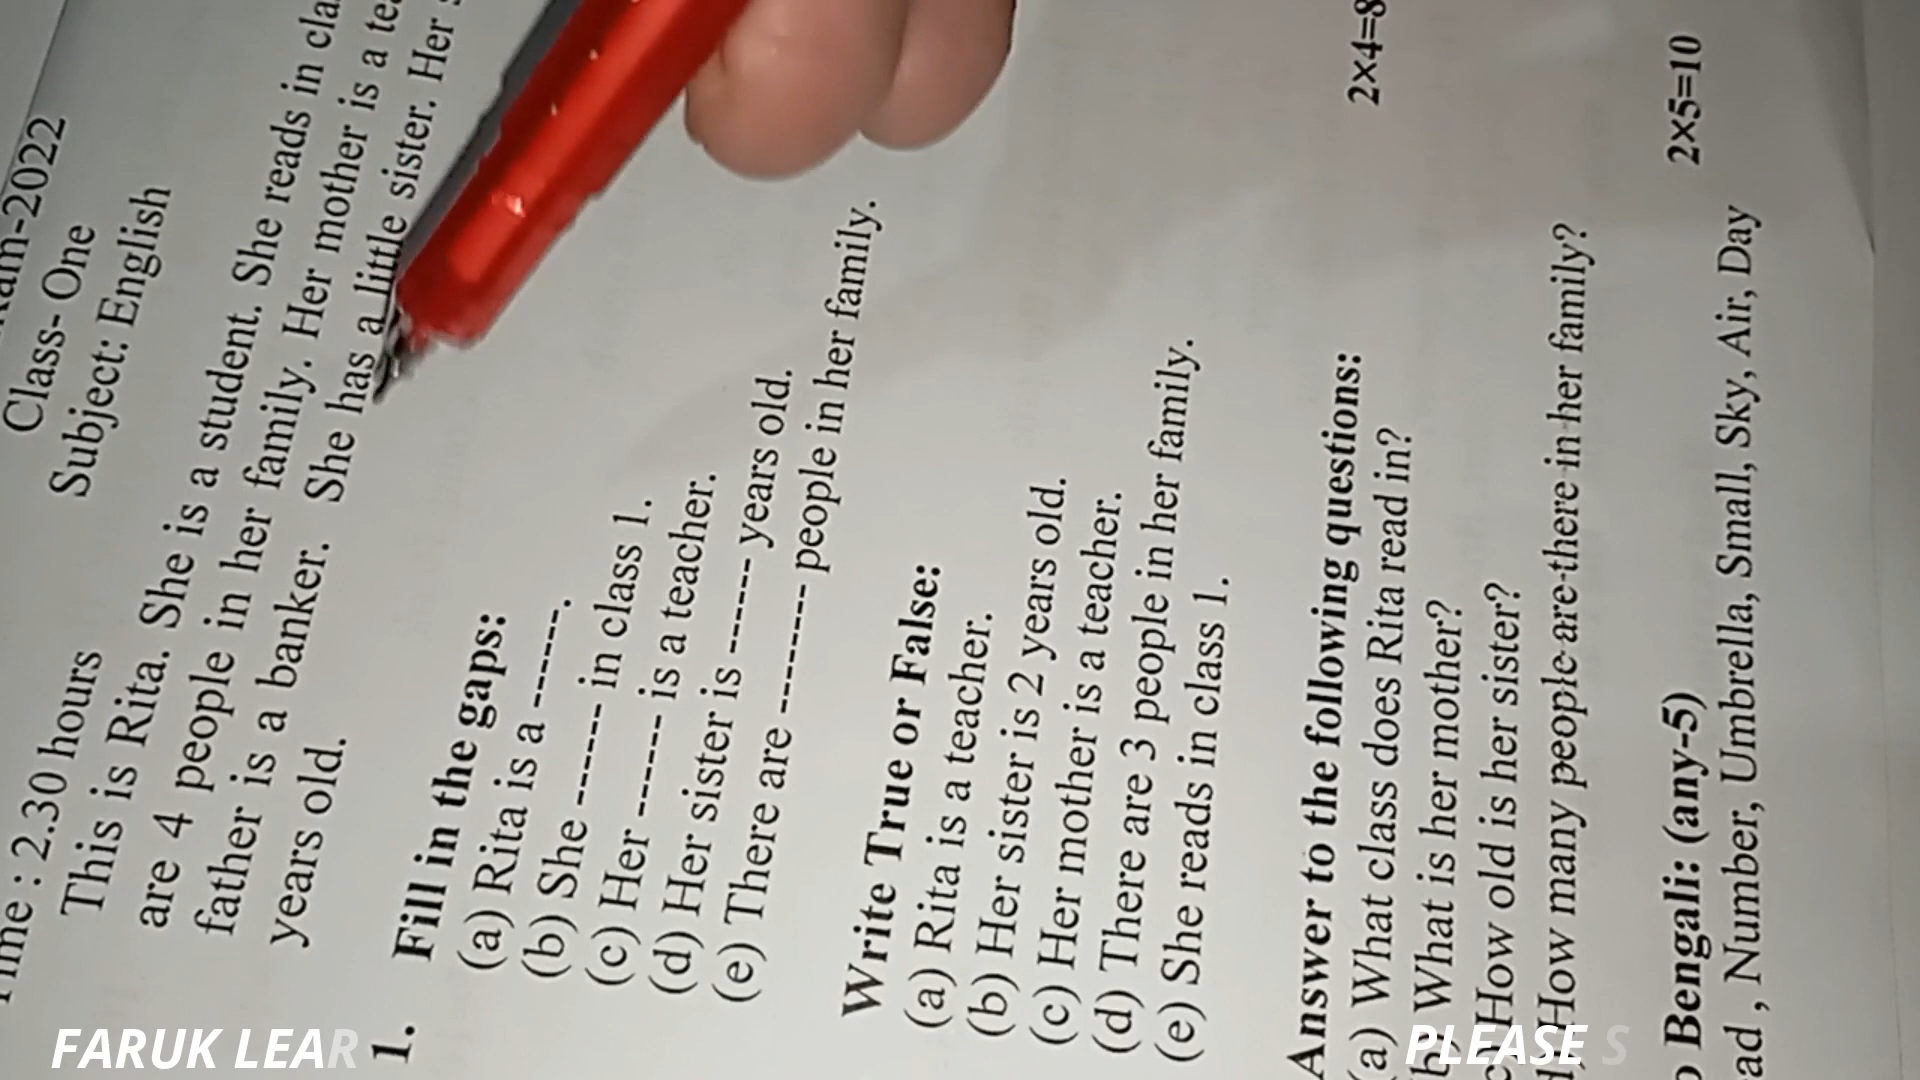 Class- One
Subject: English
: 2.30 hours
This is Rita. She is a student. She reads in
are 4 people in her family. Her mother is a
father is a banker. She has a little sister. Her
years old.
1. Fill in the gaps:
(a) Rita is a -------.
(b) She ------- in class 1.
(c) Her ------- is a teacher.
(d) Her sister is ------- years old.
(e) There are ---------- people in her family.
Write True or False:
(a) Rita is a teacher.
(b) Her sister is 2 years old.
(c) Her mother is a teacher.
(d) There are 3 people in her family.
(e) She reads in class 1.
Answer to the following questions: 2×4=8
a) What class does Rita read in?
b) What is her mother?
c) How old is her sister?
d) How many people are there in her family?
Bengali: (any-5) 2×5=10
, Number, Umbrella, Small, Sky, Air, Day
FARUK LEAR
PLEASE S